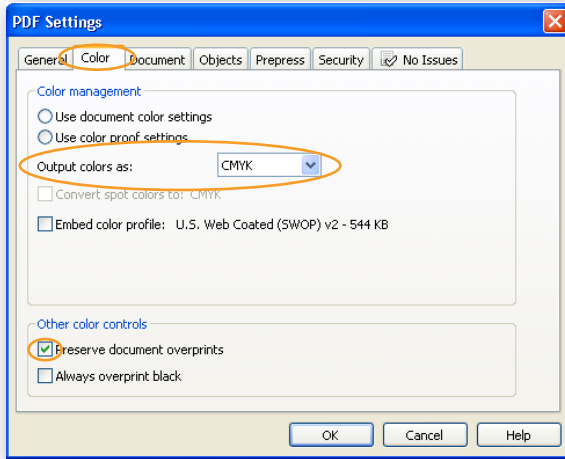 PDF Settings
General Color Document Objects Prepress Security No Issues
Color management
Use document color settings
Use color proof settings
Output colors as: CMYK
Convert spot colors to: CMYK
Embed color profile: U.S. Web Coated (SWOP) v2 - 544 KB
Other color controls
Preserve document overprints
Always overprint black
OK Cancel Help